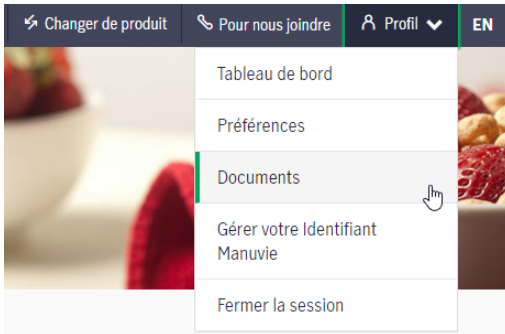 Changer de produit Pour nous joindre Profil EN
Tableau de bord
Préférences
Documents
Gérer votre Identifiant
Manuvie
Fermer la session